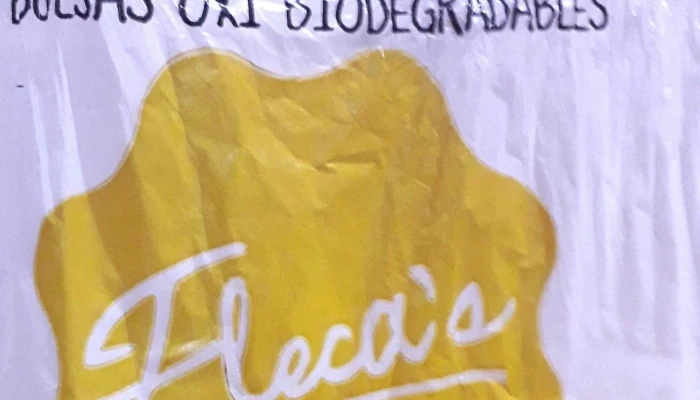 BOLSAS OXI BIODEGRADABLES
Fleca's